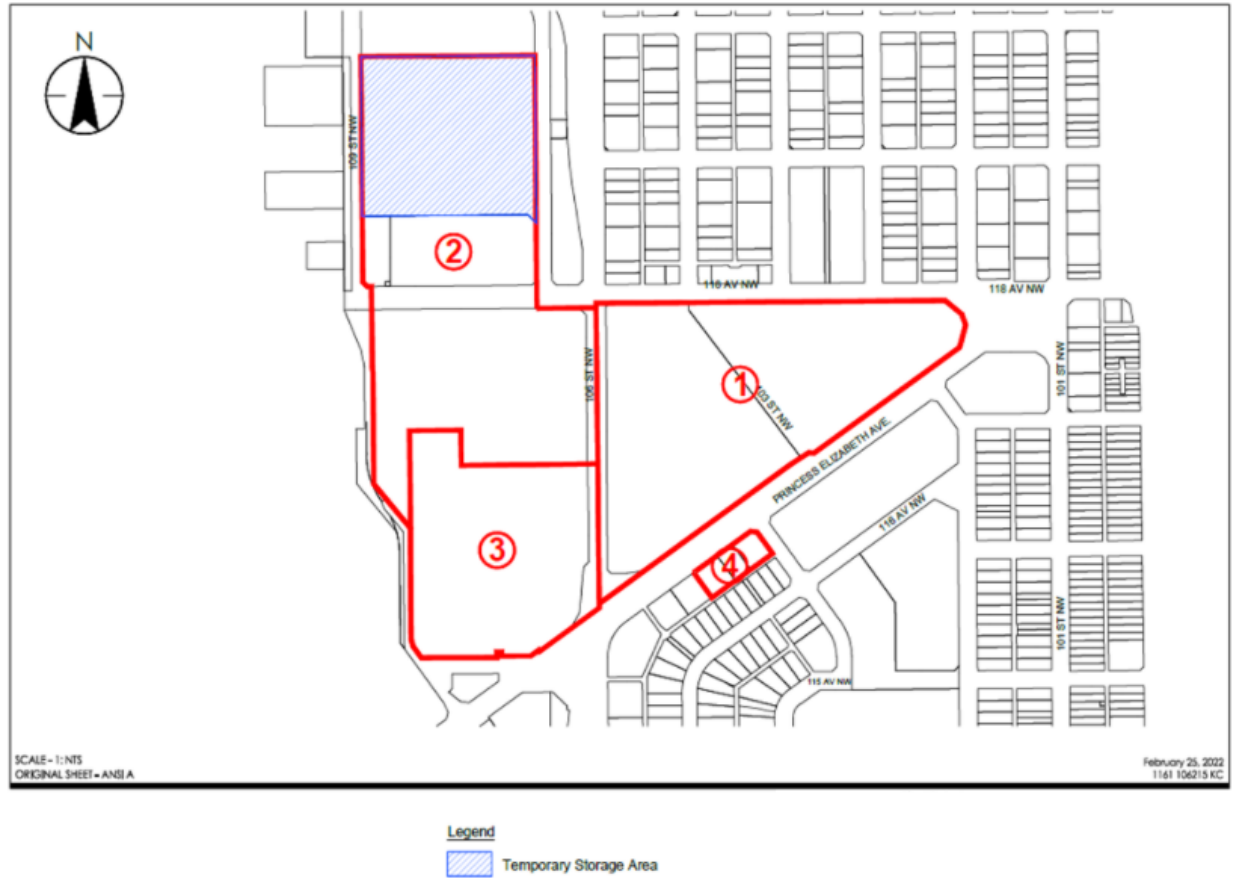 N
109 ST NW
②
118 AV NW
118 AV NW
106 ST NW
①
103 ST NW
101 ST NW
PRINCESS ELIZABETH AVE.
116 AV NW
③
④
101 ST NW
115 AV NW
SCALE - 1: NTS
ORIGINAL SHEET - ANSI A
February 25, 2022
1161 106215 KC
Legend
Temporary Storage Area